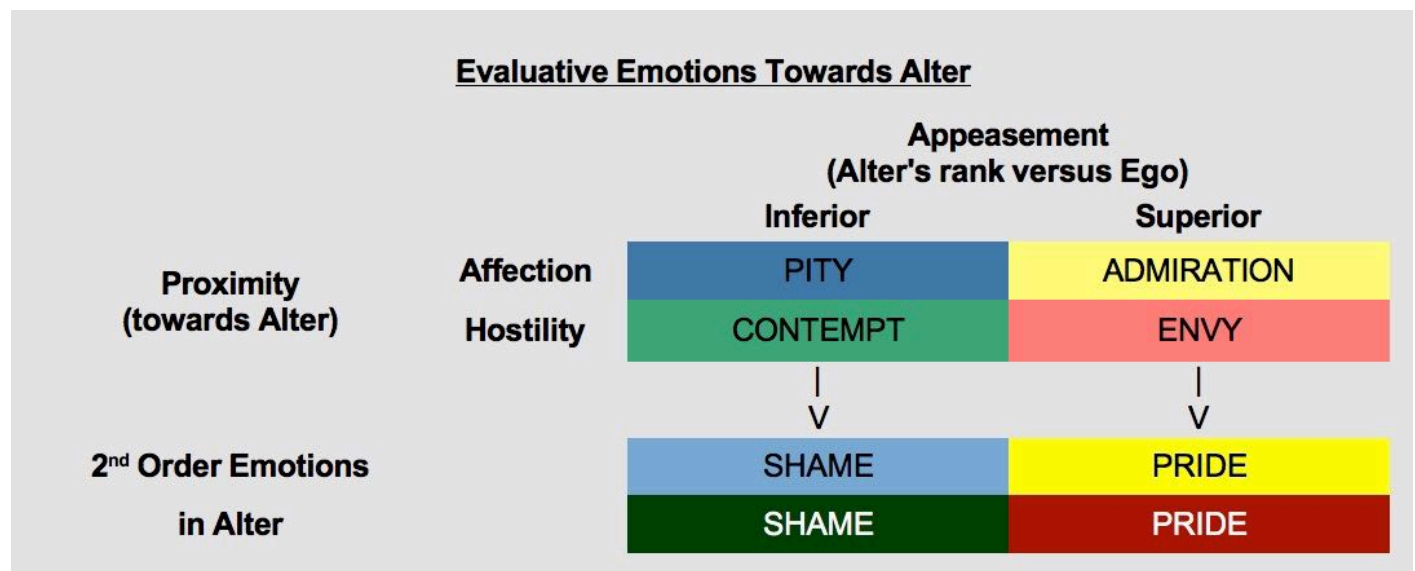 Evaluative Emotions Towards Alter
Appeasement
(Alter's rank versus Ego)
Inferior Superior
Proximity
(towards Alter)
Affection PITY ADMIRATION
Hostility CONTEMPT ENVY
| |
V V
2nd Order Emotions
in Alter
SHAME PRIDE
SHAME PRIDE